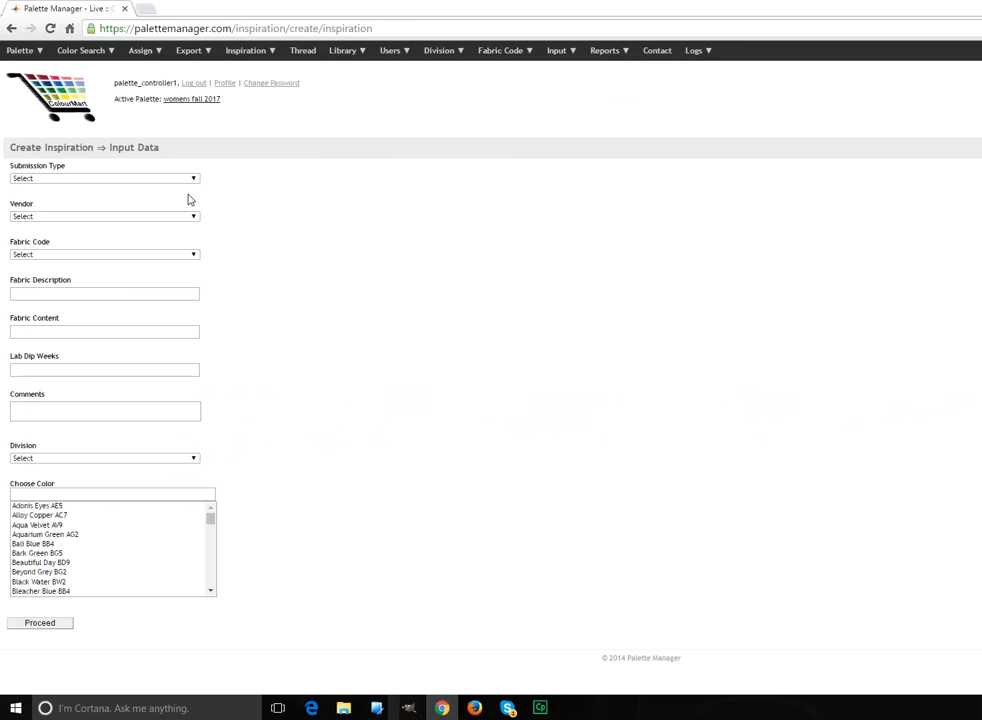 Palette Manager - Live :: C
https://palettemanager.com/inspiration/create/inspiration
Palette ▼ Color Search ▼ Assign ▼ Export ▼ Inspiration ▼ Thread Library ▼ Users ▼ Division ▼ Fabric Code ▼ Input ▼ Reports ▼ Contact Logs ▼
ColourMart
palette_controller1, Log out | Profile | Change Password
Active Palette: womens fall 2017
Create Inspiration ⇒ Input Data
Submission Type
Select
Vendor
Select
Fabric Code
Select
Fabric Description
Fabric Content
Lab Dip Weeks
Comments
Division
Select
Choose Color
Adonis Eyes AE5
Alloy Copper AC7
Aqua Velvet AV9
Aquarium Green AG2
Bali Blue BB4
Bark Green BG5
Beautiful Day BD9
Beyond Grey BG2
Black Water BW2
Bleacher Blue BB4
Proceed
© 2014 Palette Manager
I'm Cortana. Ask me anything.
Cp